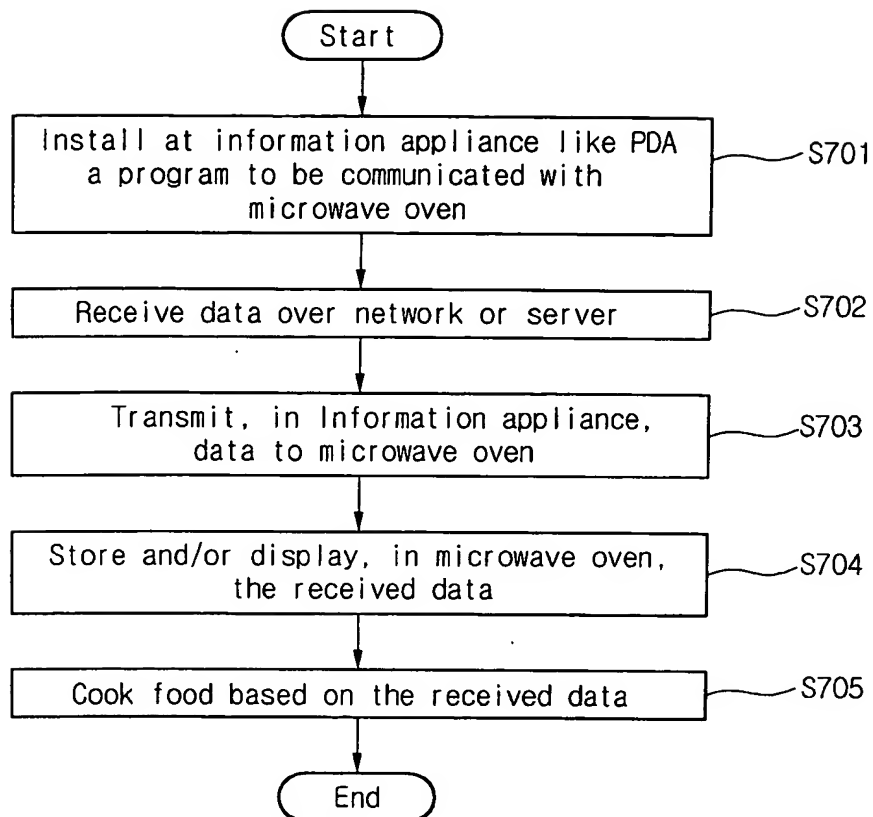 Start
Install at information appliance like PDA
a program to be communicated with
microwave oven
S701
Receive data over network or server
S702
Transmit, in Information appliance,
data to microwave oven
S703
Store and/or display, in microwave oven,
the received data
S704
Cook food based on the received data
S705
End